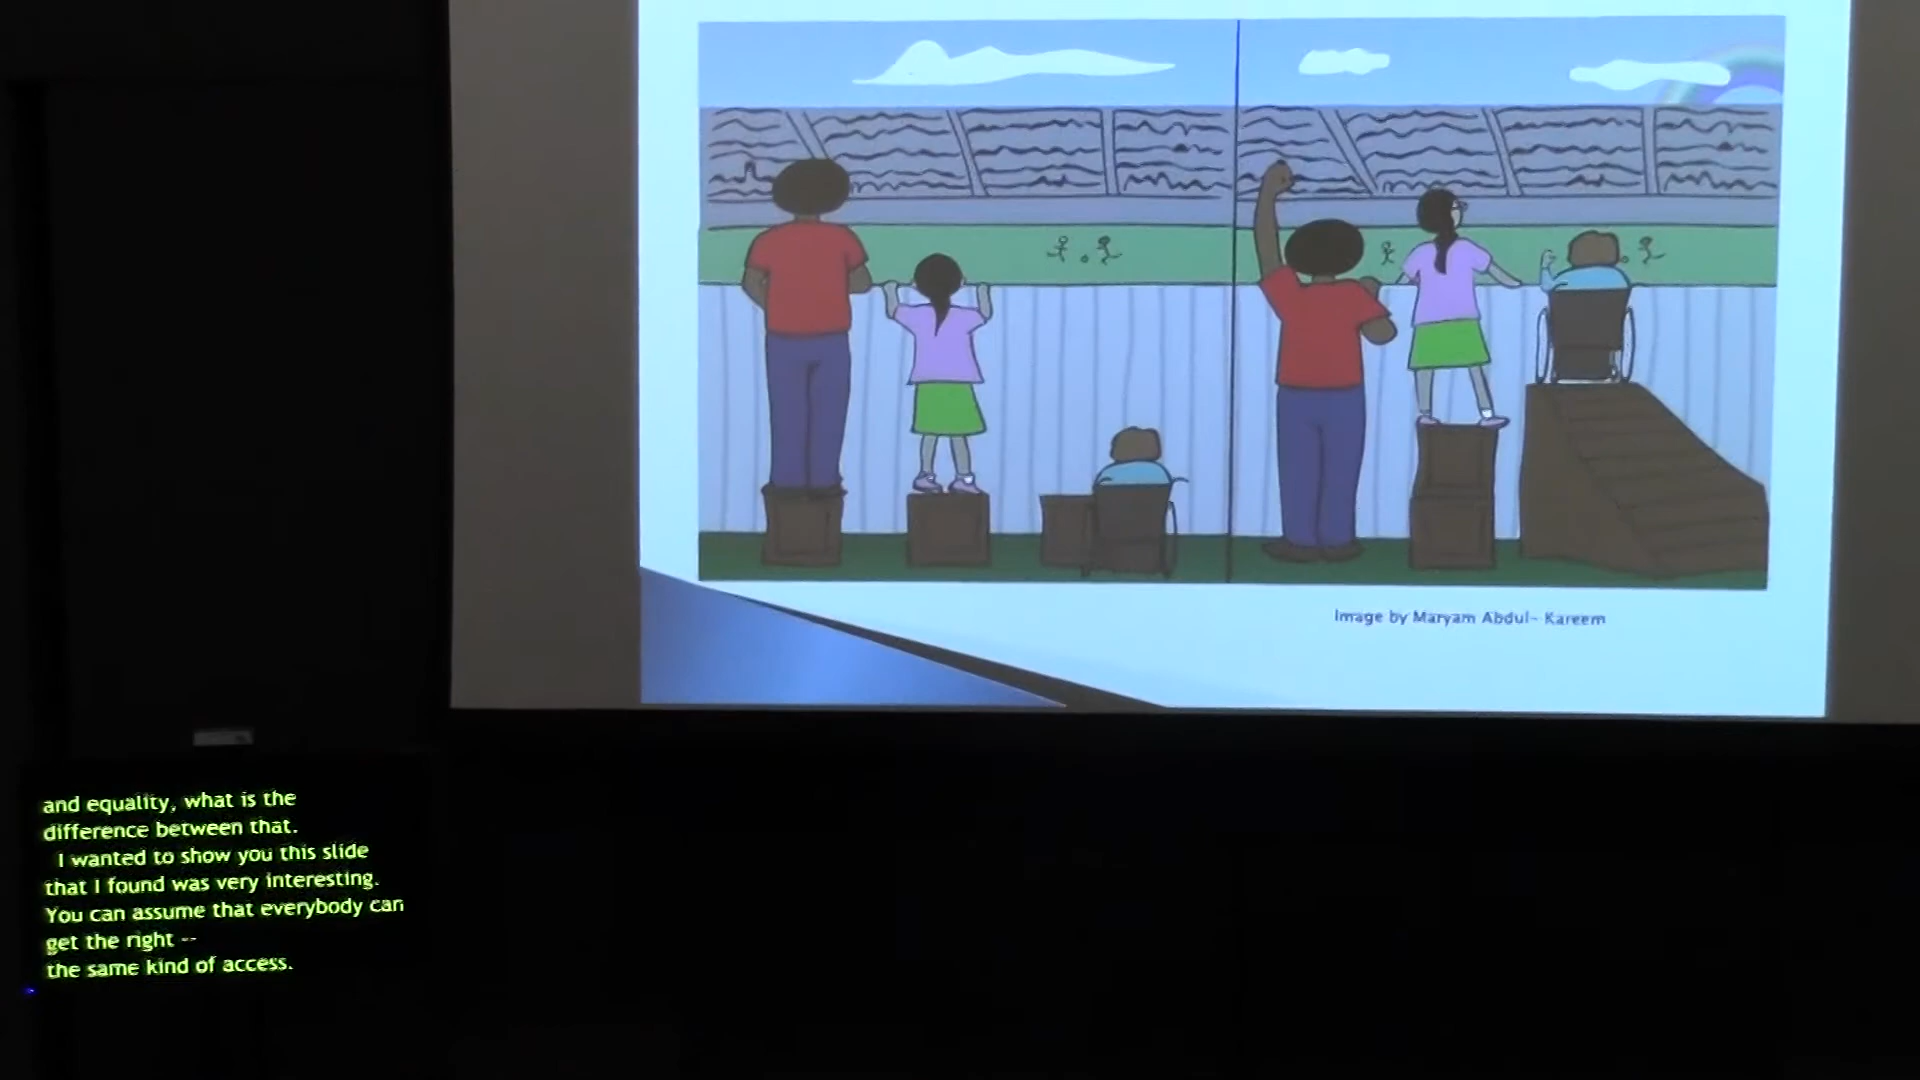 Image by Maryam Abdul- Kareem
and equality, what is the
difference between that.
I wanted to show you this slide
that I found was very interesting.
You can assume that everybody can
get the right --
the same kind of access.